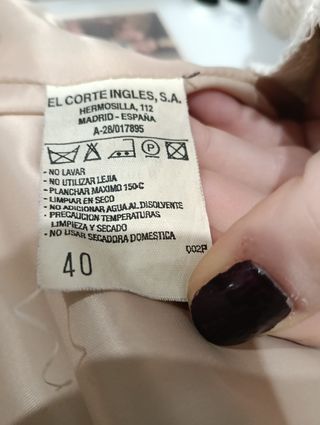 EL CORTE INGLES, S.A.
HERMOSILLA, 112
MADRID - ESPAÑA
A-28/017895
P
- NO LAVAR
- NO UTILIZAR LEJIA
- PLANCHAR MAXIMO 150·C
- LIMPIAR EN SECO
- NO ADICIONAR AGUA AL DISOLVENTE
- PRECAUCION TEMPERATURAS
LIMPIEZA Y SECADO
- NO USAR SECADORA DOMESTICA
002P
40